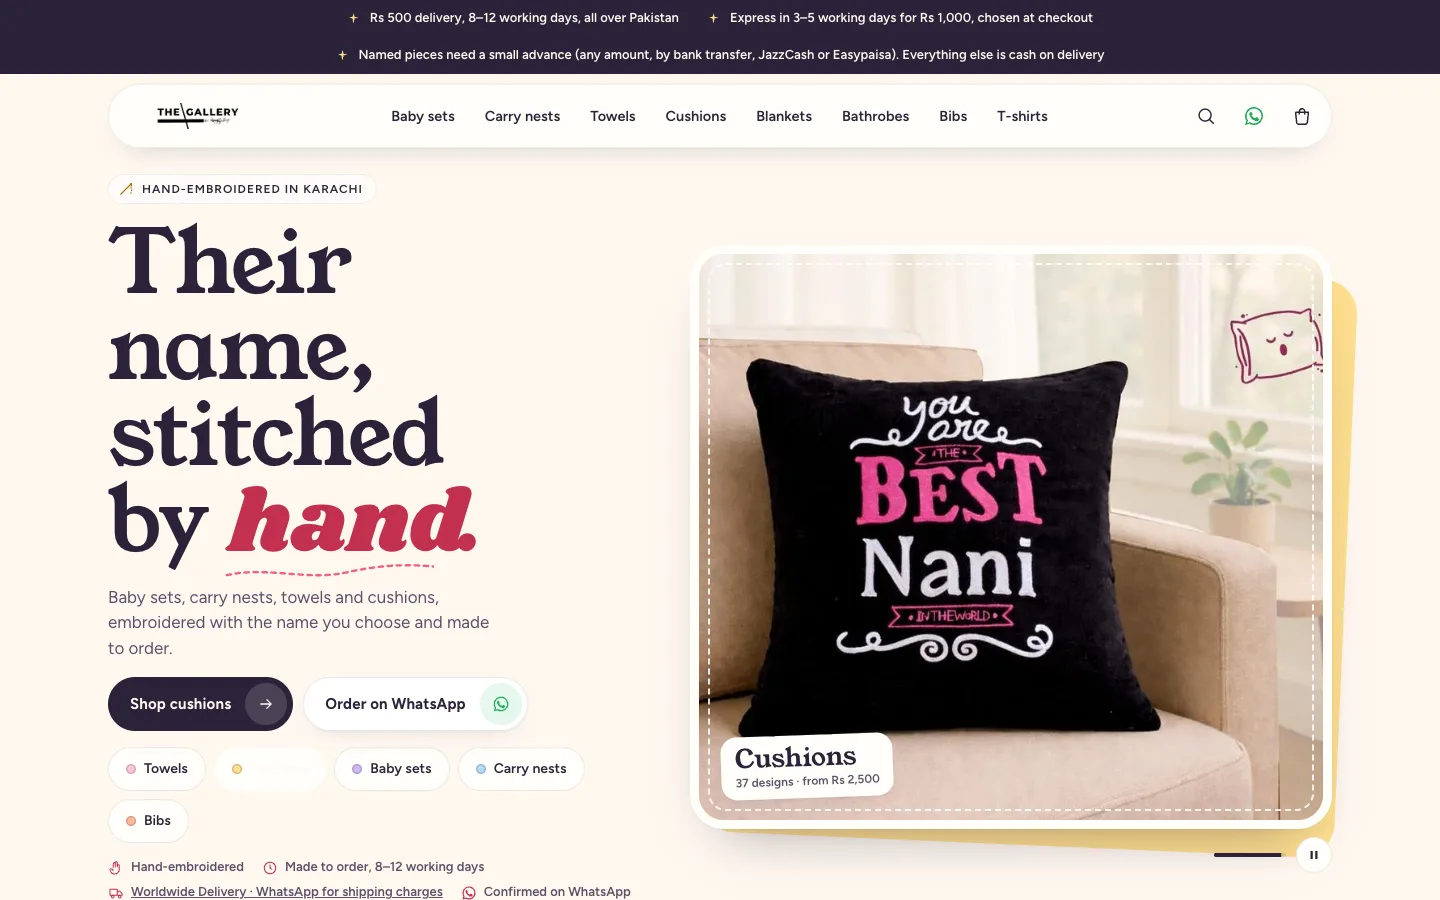 Rs 500 delivery, 8–12 working days, all over Pakistan
Express in 3–5 working days for Rs 1,000, chosen at checkout
Named pieces need a small advance (any amount, by bank transfer, JazzCash or Easypaisa). Everything else is cash on delivery
THE GALLERY
Baby sets
Carry nests
Towels
Cushions
Blankets
Bathrobes
Bibs
T-shirts
HAND-EMBROIDERED IN KARACHI
Their
name,
stitched
by hand.
Baby sets, carry nests, towels and cushions,
embroidered with the name you choose and made
to order.
Shop cushions
Order on WhatsApp
Towels
Baby sets
Carry nests
Bibs
Hand-embroidered
Made to order, 8–12 working days
Worldwide Delivery · WhatsApp for shipping charges
Confirmed on WhatsApp
you
are
THE
BEST
Nani
IN THE WORLD
Cushions
37 designs · from Rs 2,500